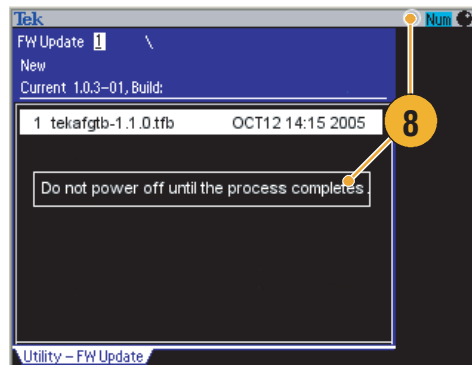 Tek
Num
FW Update 1 \
New
Current 1.0.3-01, Build:
1 tekafgtb-1.1.0.tfb OCT12 14:15 2005
8
Do not power off until the process completes.
Utility – FW Update